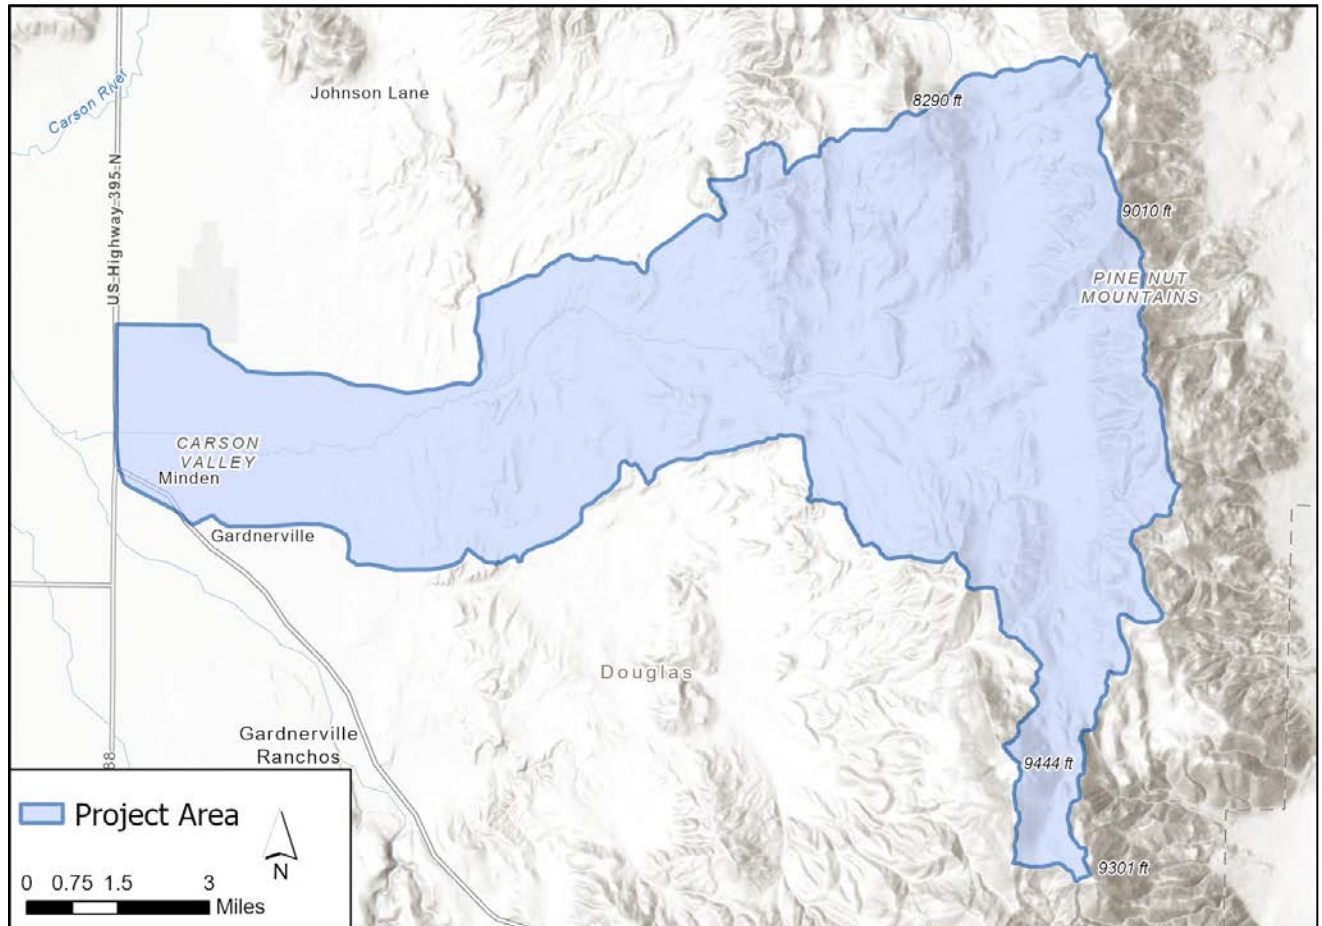 Johnson Lane
8290 ft
Carson River
US-Highway-395-N
9010 ft
PINE NUT
MOUNTAINS
CARSON
VALLEY
Minden
Gardnerville
Douglas
Gardnerville
Ranchos
88
9444 ft
9301 ft
Project Area
N
0 0.75 1.5 3
Miles